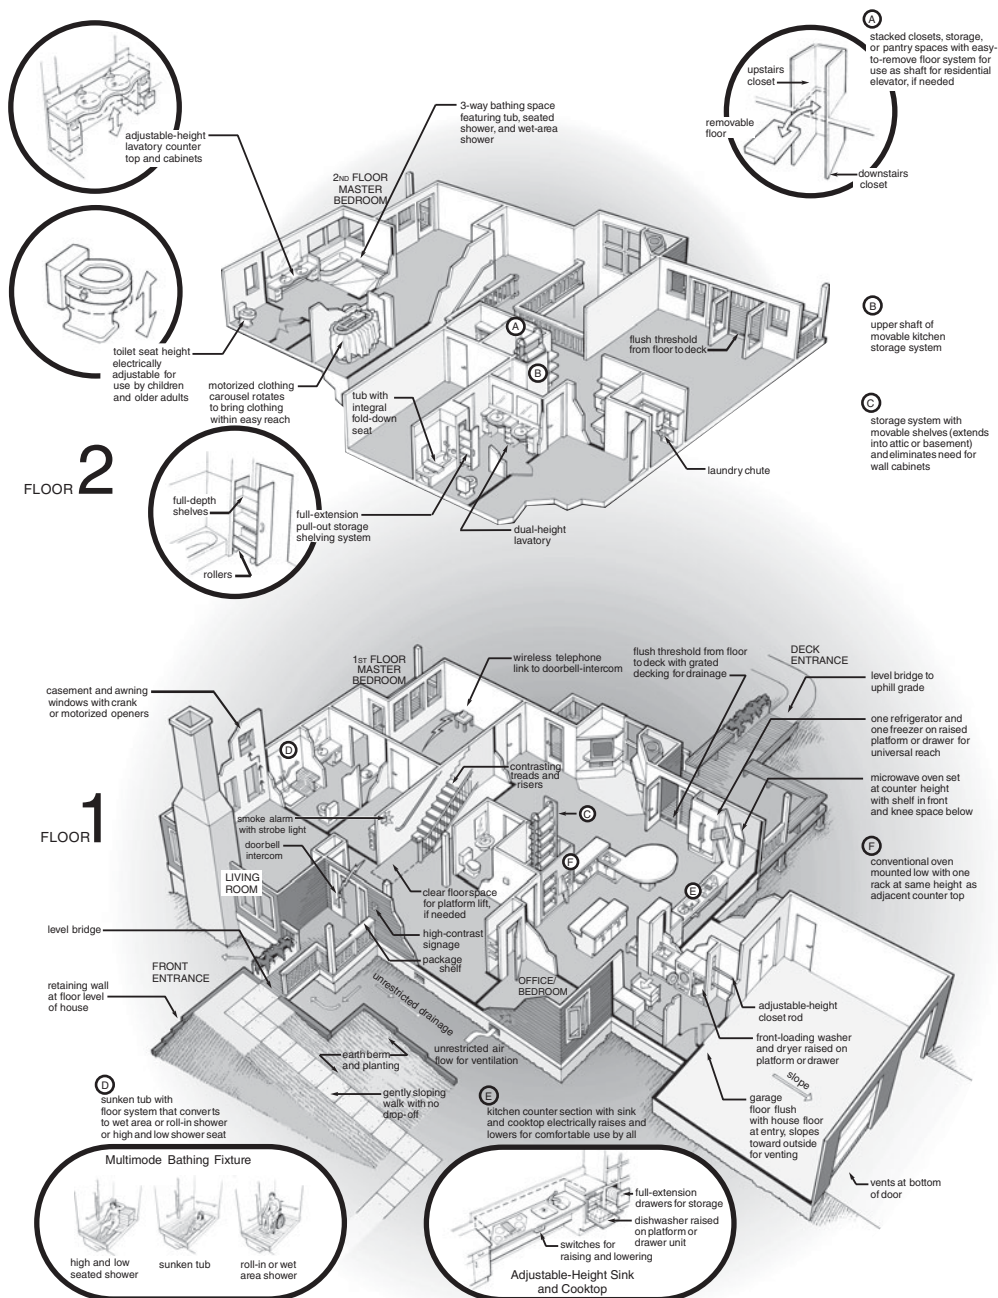 A
stacked closets, storage,
or pantry spaces with easy-
to-remove floor system for
use as shaft for residential
elevator, if needed
upstairs
closet
removable
floor
downstairs
closet
adjustable-height
lavatory counter
top and cabinets
3-way bathing space
featuring tub, seated
shower, and wet-area
shower
2ND FLOOR
MASTER
BEDROOM
toilet seat height
electrically
adjustable for
use by children
and older adults
motorized clothing
carousel rotates
to bring clothing
within easy reach
A
B
flush threshold
from floor to deck
B
upper shaft of
movable kitchen
storage system
tub with
integral
fold-down
seat
C
storage system with
movable shelves (extends
into attic or basement)
and eliminates need for
wall cabinets
laundry chute
FLOOR 2
full-depth
shelves
rollers
full-extension
pull-out storage
shelving system
dual-height
lavatory
1ST FLOOR
MASTER
BEDROOM
wireless telephone
link to doorbell-intercom
flush threshold from floor
to deck with grated
decking for drainage
DECK
ENTRANCE
level bridge to
uphill grade
casement and awning
windows with crank
or motorized openers
one refrigerator and
one freezer on raised
platform or drawer for
universal reach
D
contrasting
treads and
risers
microwave oven set
at counter height
with shelf in front
and knee space below
FLOOR 1
smoke alarm
with strobe light
C
doorbell
intercom
F
F
conventional oven
mounted low with one
rack at same height as
adjacent counter top
LIVING
ROOM
clear floor space
for platform lift,
if needed
E
level bridge
high-contrast
signage
package
shelf
FRONT
ENTRANCE
retaining wall
at floor level
of house
unrestricted drainage
OFFICE/
BEDROOM
adjustable-height
closet rod
unrestricted air
flow for ventilation
front-loading washer
and dryer raised on
platform or drawer
earth berm
and planting
slope
D
sunken tub with
floor system that converts
to wet area or roll-in shower
or high and low shower seat
gently sloping
walk with no
drop-off
E
kitchen counter section with sink
and cooktop electrically raises and
lowers for comfortable use by all
garage
floor flush
with house floor
at entry, slopes
toward outside
for venting
vents at bottom
of door
Multimode Bathing Fixture
high and low
seated shower
sunken tub
roll-in or wet
area shower
full-extension
drawers for storage
dishwasher raised
on platform or
drawer unit
switches for
raising and lowering
Adjustable-Height Sink
and Cooktop